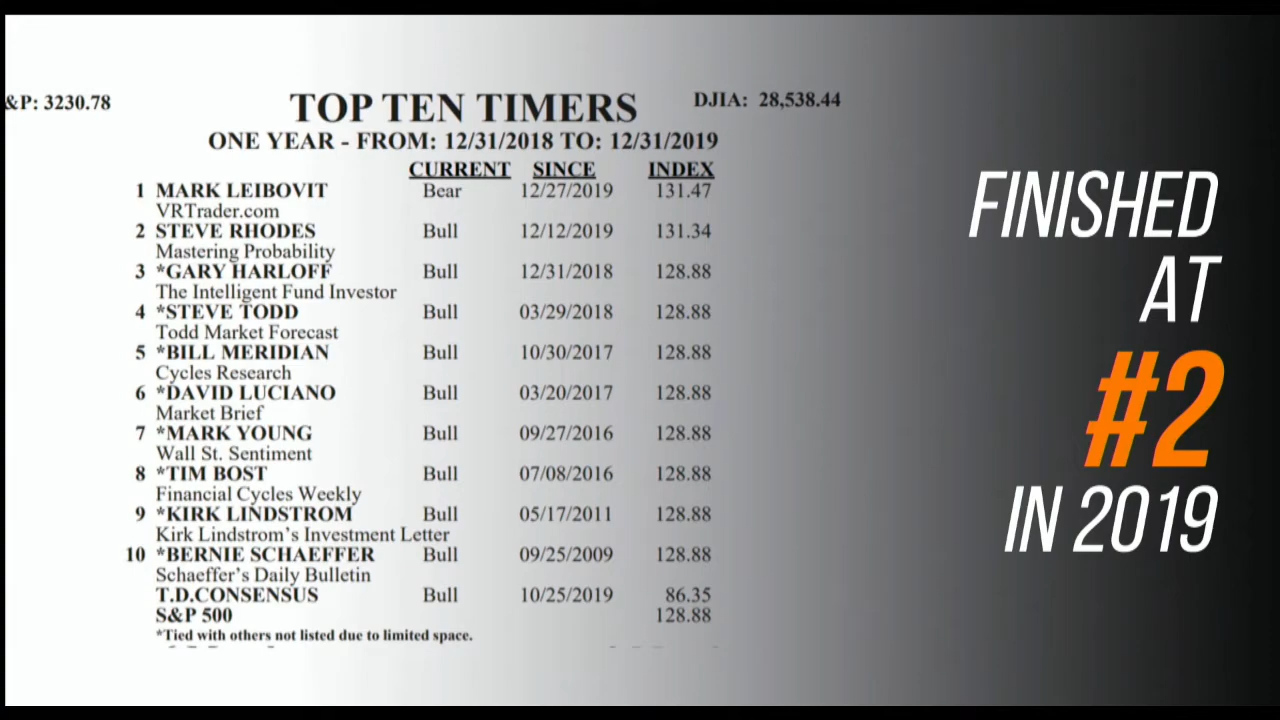 &P: 3230.78
TOP TEN TIMERS
DJIA: 28,538.44
ONE YEAR - FROM: 12/31/2018 TO: 12/31/2019
CURRENT SINCE INDEX
1 MARK LEIBOVIT Bear 12/27/2019 131.47
VRTrader.com
2 STEVE RHODES Bull 12/12/2019 131.34
Mastering Probability
3 *GARY HARLOFF Bull 12/31/2018 128.88
The Intelligent Fund Investor
4 *STEVE TODD Bull 03/29/2018 128.88
Todd Market Forecast
5 *BILL MERIDIAN Bull 10/30/2017 128.88
Cycles Research
6 *DAVID LUCIANO Bull 03/20/2017 128.88
Market Brief
7 *MARK YOUNG Bull 09/27/2016 128.88
Wall St. Sentiment
8 *TIM BOST Bull 07/08/2016 128.88
Financial Cycles Weekly
9 *KIRK LINDSTROM Bull 05/17/2011 128.88
Kirk Lindstrom's Investment Letter
10 *BERNIE SCHAEFFER Bull 09/25/2009 128.88
Schaeffer's Daily Bulletin
T.D.CONSENSUS Bull 10/25/2019 86.35
S&P 500 128.88
*Tied with others not listed due to limited space.
FINISHED
AT
#2
IN 2019